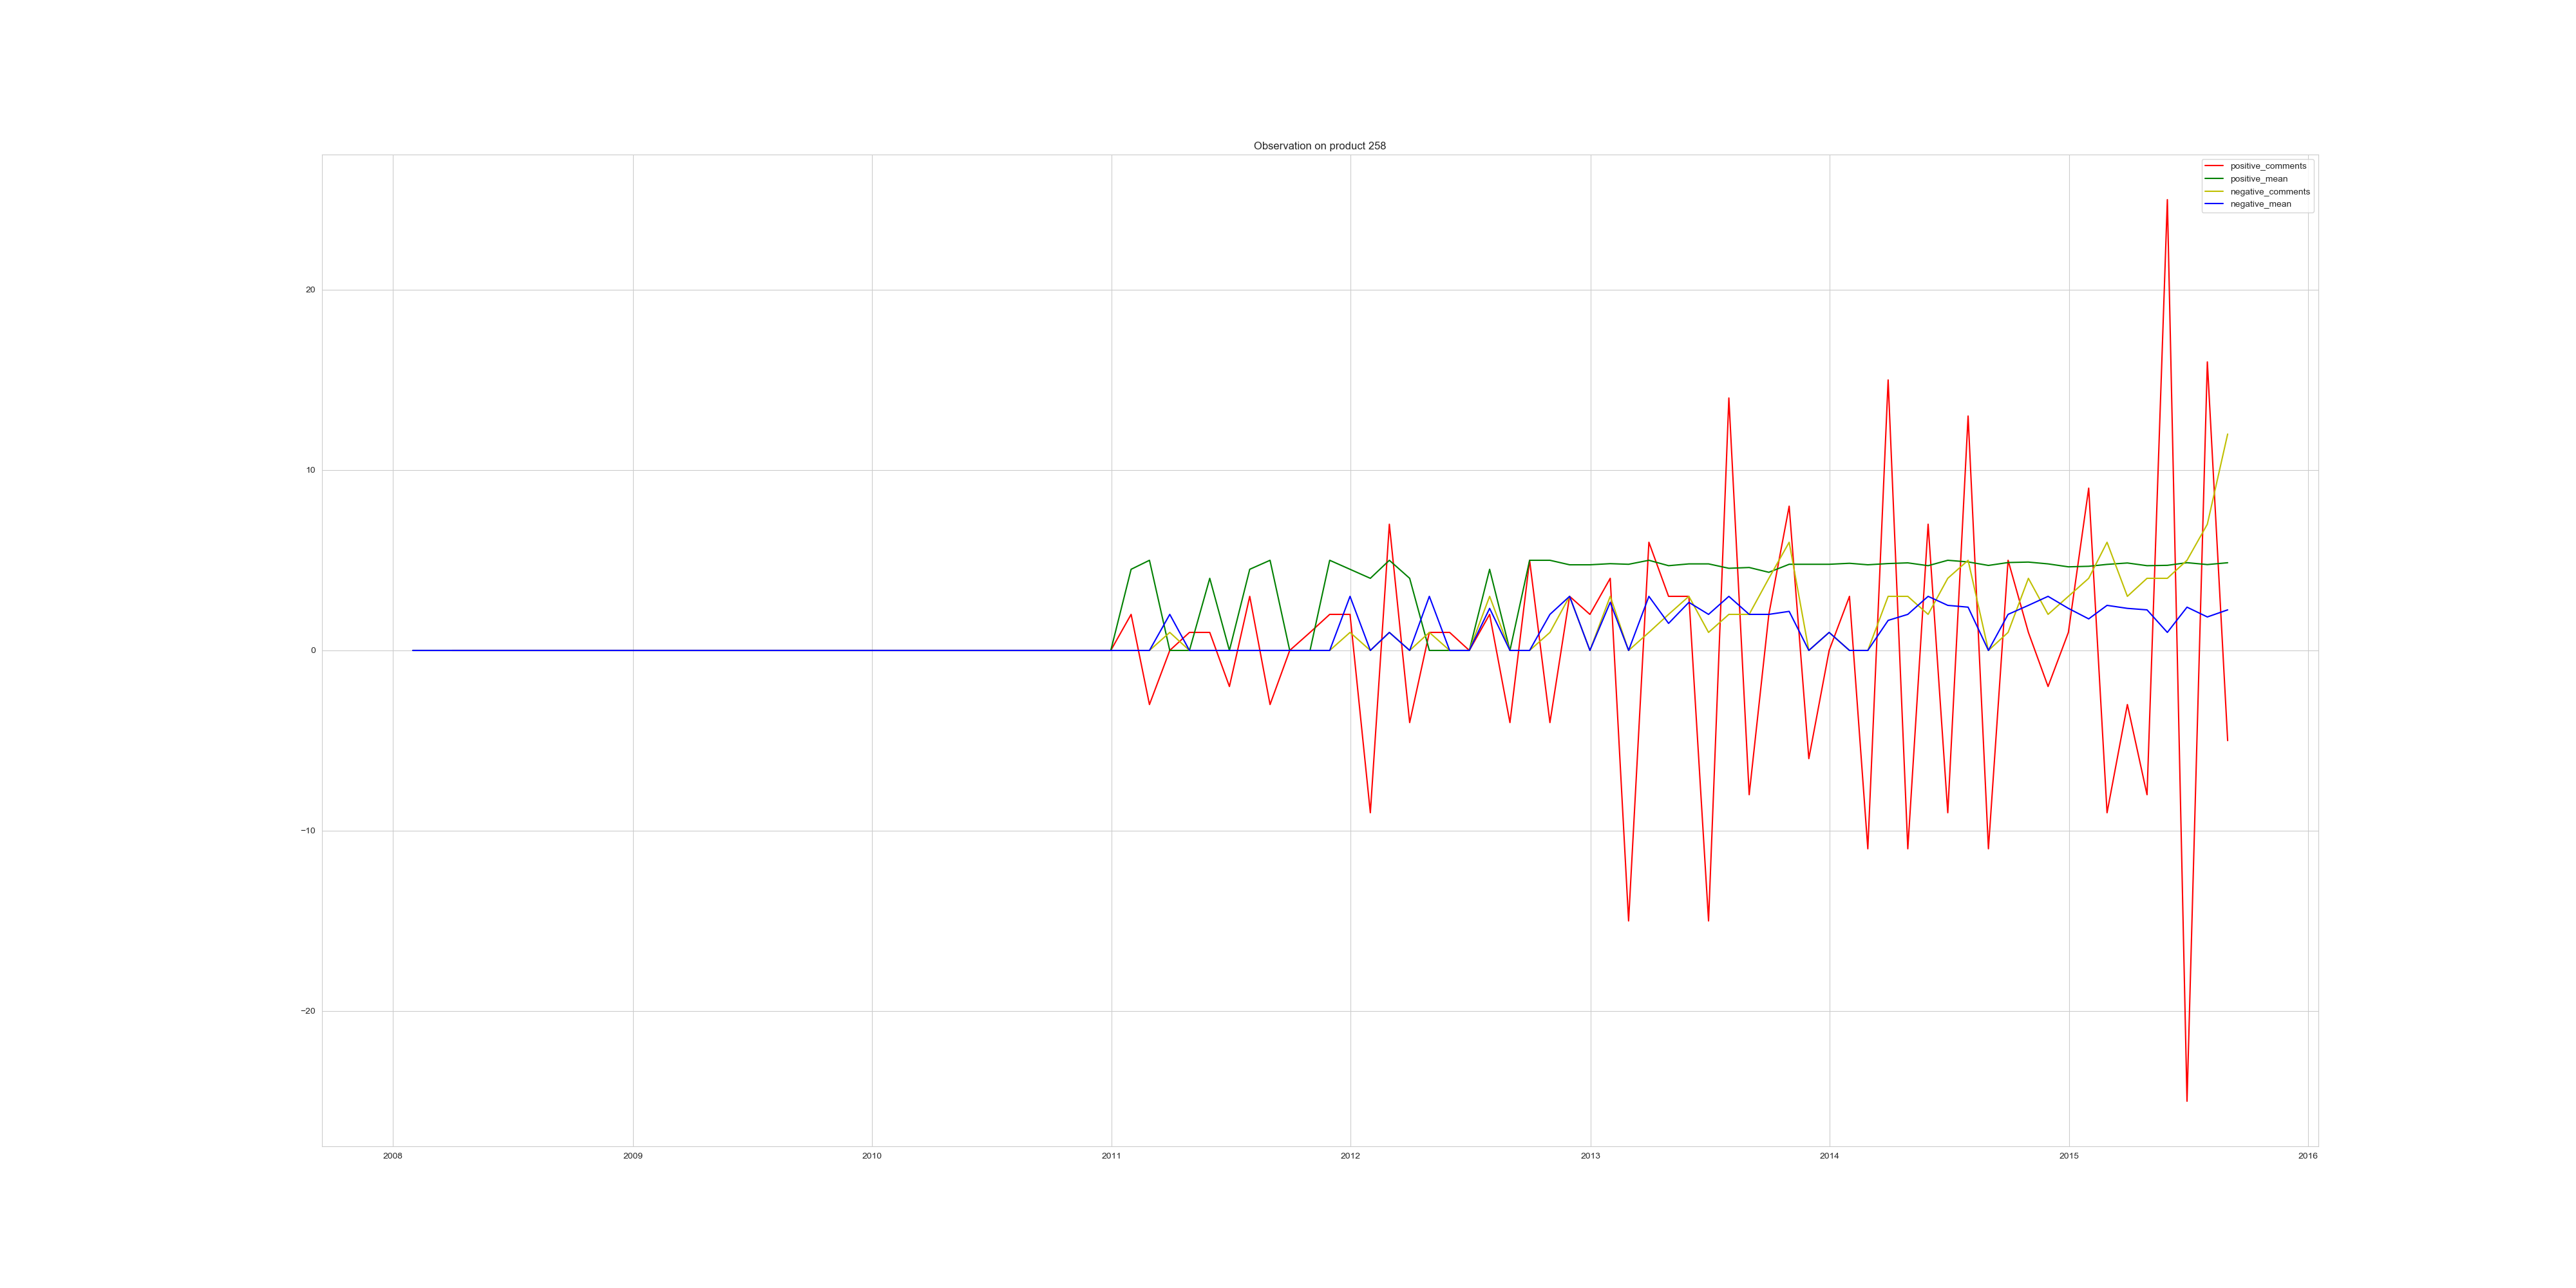 Observation on product 258
positive_comments
positive_mean
negative_comments
negative_mean
20
10
0
−10
−20
2008 2009 2010 2011 2012 2013 2014 2015 2016